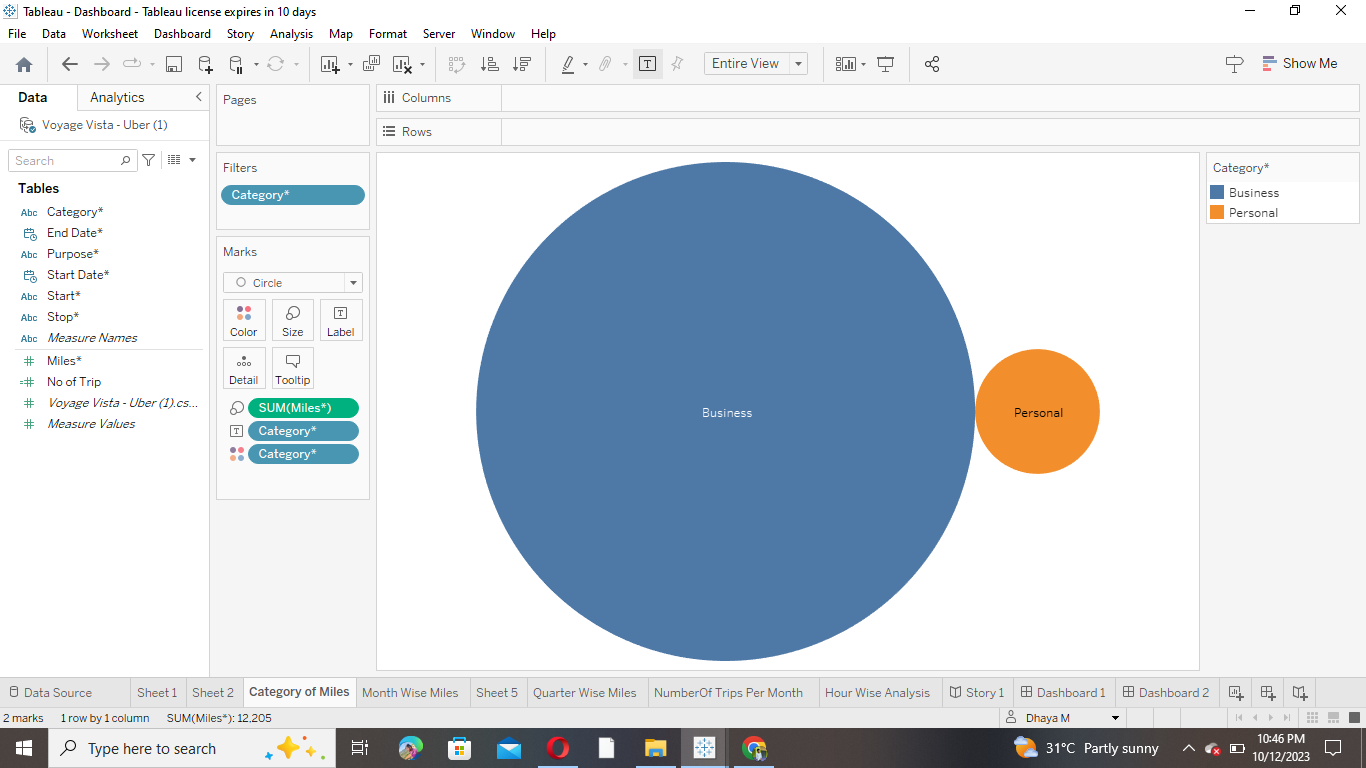 Tableau - Dashboard - Tableau license expires in 10 days
File Data Worksheet Dashboard Story Analysis Map Format Server Window Help
Entire View
Show Me
Data Analytics
Voyage Vista - Uber (1)
Search
Tables
Abc Category*
End Date*
Abc Purpose*
Start Date*
Abc Start*
Abc Stop*
Abc Measure Names
# Miles*
=# No of Trip
# Voyage Vista - Uber (1).cs...
# Measure Values
Pages
Filters
Category*
Marks
Circle
Color Size Label
Detail Tooltip
SUM(Miles*)
Category*
Category*
Columns
Rows
Business
Personal
Category*
Business
Personal
Data Source Sheet 1 Sheet 2 Category of Miles Month Wise Miles Sheet 5 Quarter Wise Miles NumberOf Trips Per Month Hour Wise Analysis Story 1 Dashboard 1 Dashboard 2
2 marks 1 row by 1 column SUM(Miles*): 12,205 Dhaya M
Type here to search
31°C Partly sunny
10:46 PM
10/12/2023